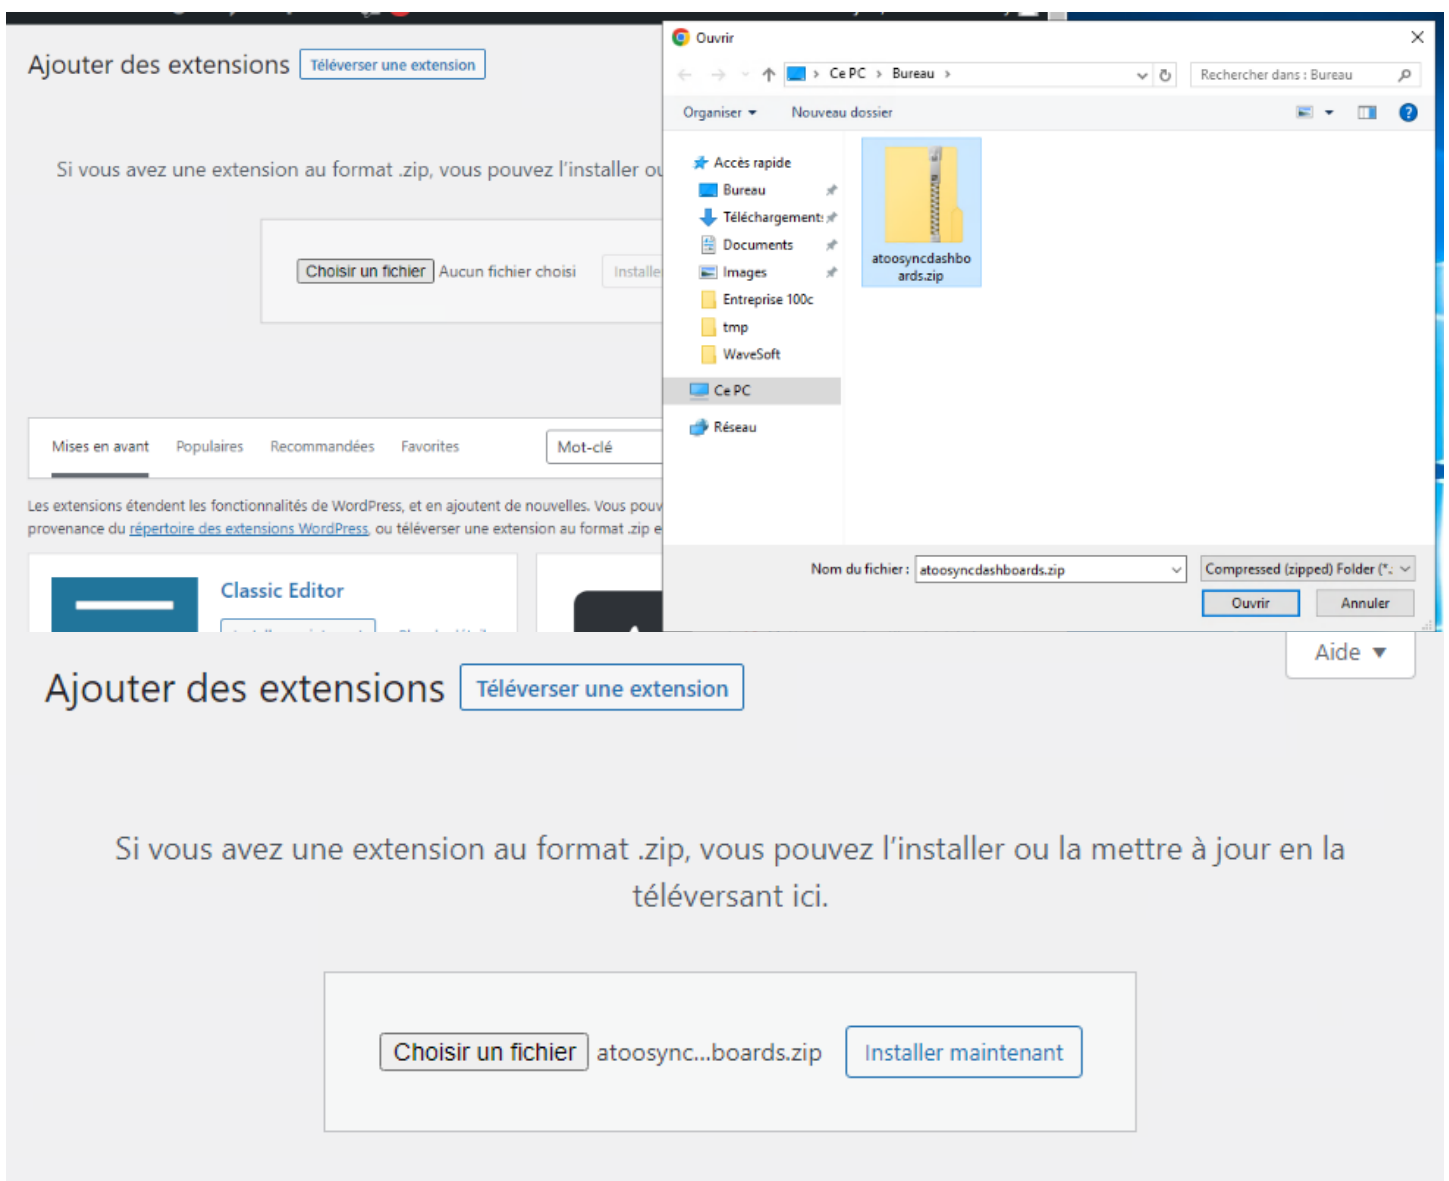 Ajouter des extensions Téléverser une extension
Si vous avez une extension au format .zip, vous pouvez l'installer ou
Choisir un fichier Aucun fichier choisi Installe
Mises en avant Populaires Recommandées Favorites Mot-clé
Les extensions étendent les fonctionnalités de WordPress, et en ajoutent de nouvelles. Vous pouv
provenance du répertoire des extensions WordPress, ou téléverser une extension au format .zip e
Classic Editor
Ouvrir
Ce PC > Bureau >
Rechercher dans : Bureau
Organiser Nouveau dossier
Accès rapide
Bureau
Téléchargements
Documents
Images
Entreprise 100c
tmp
WaveSoft
Ce PC
Réseau
atoosyncdashbo
ards.zip
Nom du fichier : atoosyncdashboards.zip Compressed (zipped) Folder (*.
Ouvrir Annuler
Aide
Ajouter des extensions Téléverser une extension
Si vous avez une extension au format .zip, vous pouvez l'installer ou la mettre à jour en la
téléversant ici.
Choisir un fichier atoosync...boards.zip Installer maintenant